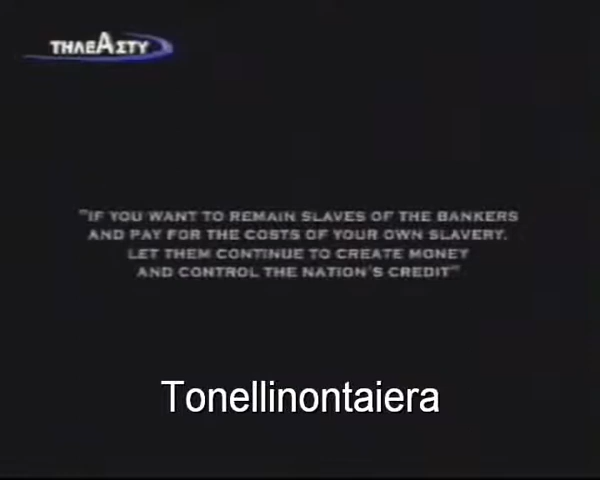 ΤΗΛΕΑΣΤΥ
"IF YOU WANT TO REMAIN SLAVES OF THE BANKERS
AND PAY FOR THE COSTS OF YOUR OWN SLAVERY,
LET THEM CONTINUE TO CREATE MONEY
AND CONTROL THE NATION'S CREDIT"
Tonellinontaiera